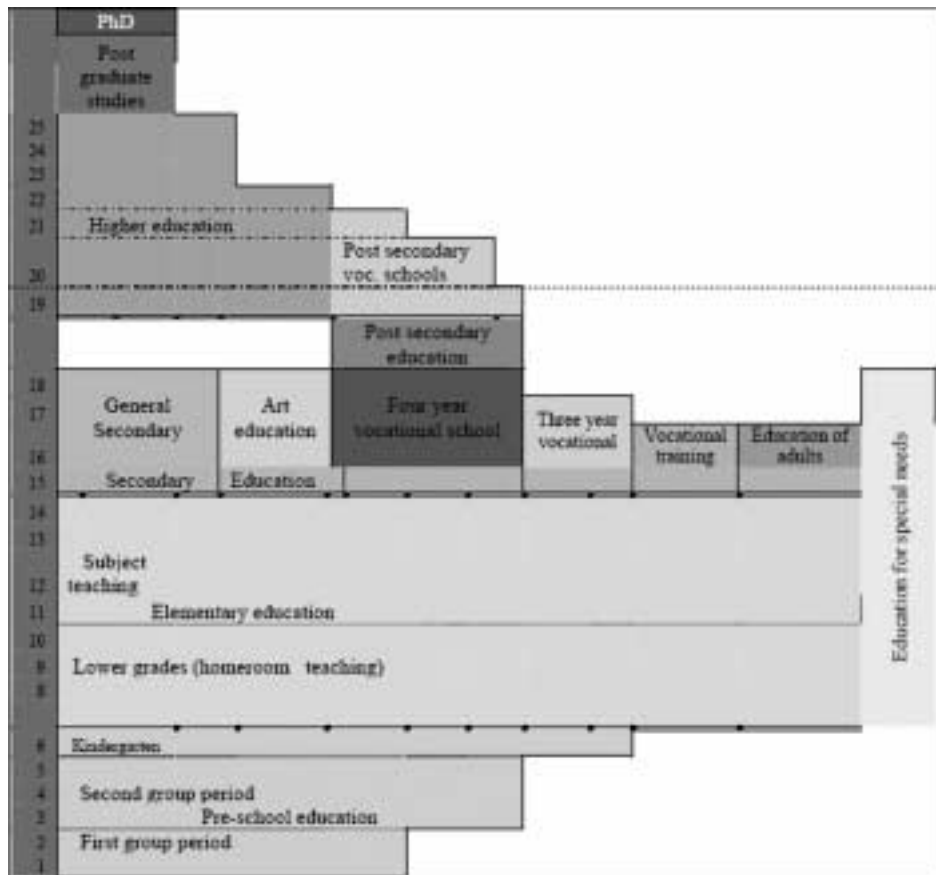 PhD
Post
graduate
studies
25
24
23
22
21
Higher education
Post secondary
voc. schools
20
19
Post secondary
education
18
17
16
15
General
Secondary
Art
education
Four year
vocational school
Three year
vocational
Vocational
training
Education of
adults
Secondary
Education
Education for special needs
14
13
12
11
Subject
teaching
Elementary education
10
9
8
Lower grades (homeroom teaching)
6
Kindergarten
5
4
3
Second group period
Pre-school education
2
1
First group period